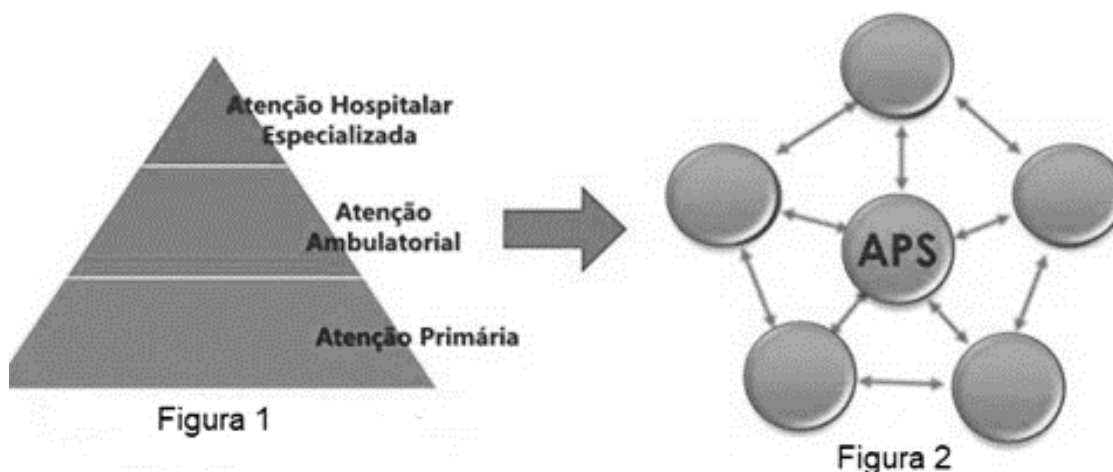 Atenção Hospitalar
Especializada
Atenção
Ambulatorial
Atenção Primária
Figura 1
APS
Figura 2